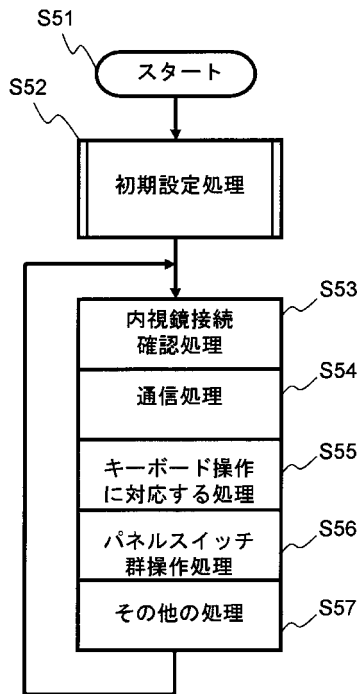 S51
スタート
S52
初期設定処理
S53
内視鏡接続
確認処理
S54
通信処理
S55
キーボード操作
に対応する処理
S56
パネルスイッチ
群操作処理
S57
その他の処理